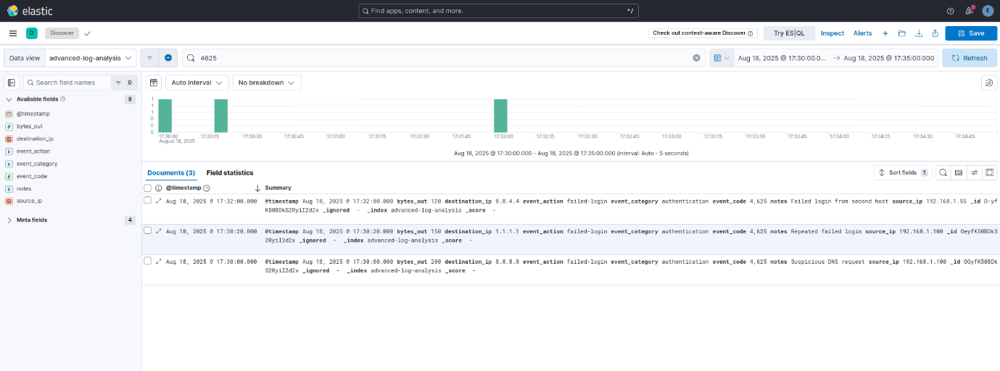 elastic
Find apps, content, and more.
^/
E
D
Discover
Check out context-aware Discover
Try ES|QL
Inspect
Alerts
Save
Data view
advanced-log-analysis
4625
Aug 18, 2025 @ 17:30:00.0...
Aug 18, 2025 @ 17:35:00.000
Refresh
Search field names
0
Available fields
8
@timestamp
bytes_out
destination_ip
event_action
event_category
event_code
notes
source_ip
Meta fields
4
Auto interval
No breakdown
1
1
1
0
0
0
17:30:00 17:30:15 17:30:30 17:30:45 17:31:00 17:31:15 17:31:30 17:31:45 17:32:00 17:32:15 17:32:30 17:32:45 17:33:00 17:33:15 17:33:30 17:33:45 17:34:00 17:34:15 17:34:30 17:34:45
August 18, 2025
Aug 18, 2025 @ 17:30:00.000 - Aug 18, 2025 @ 17:35:00.000 (interval: Auto - 5 seconds)
Documents (3)
Field statistics
Sort fields 1
@timestamp
Summary
Aug 18, 2025 @ 17:32:00.000
#timestamp Aug 18, 2025 @ 17:32:00.000 bytes_out 120 destination_ip 8.8.4.4 event_action failed-login event_category authentication event_code 4,625 notes Failed login from second host source_ip 192.168.1.55 _id O-yf
K50BDkS2RyiI2d2x _ignored - _index advanced-log-analysis _score -
Aug 18, 2025 @ 17:30:20.000
#timestamp Aug 18, 2025 @ 17:30:20.000 bytes_out 150 destination_ip 1.1.1.1 event_action failed-login event_category authentication event_code 4,625 notes Repeated failed login source_ip 192.168.1.100 _id OeyfK50BDkS
2RyiI2d2x _ignored - _index advanced-log-analysis _score -
Aug 18, 2025 @ 17:30:00.000
#timestamp Aug 18, 2025 @ 17:30:00.000 bytes_out 200 destination_ip 8.8.8.8 event_action failed-login event_category authentication event_code 4,625 notes Suspicious DNS request source_ip 192.168.1.100 _id OOyfK50BDk
S2RyiI2d2x _ignored - _index advanced-log-analysis _score -